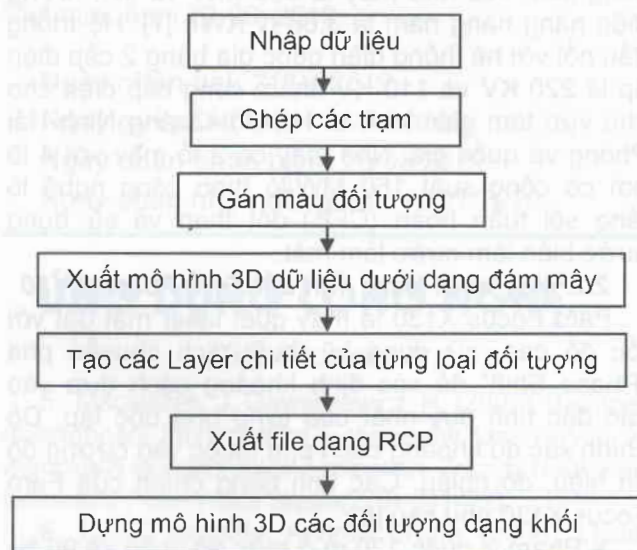 Nhập dữ liệu
Ghép các trạm
Gán màu đối tượng
Xuất mô hình 3D dữ liệu dưới dạng đám mây
Tạo các Layer chi tiết của từng loại đối tượng
Xuất file dạng RCP
Dựng mô hình 3D các đối tượng dạng khối